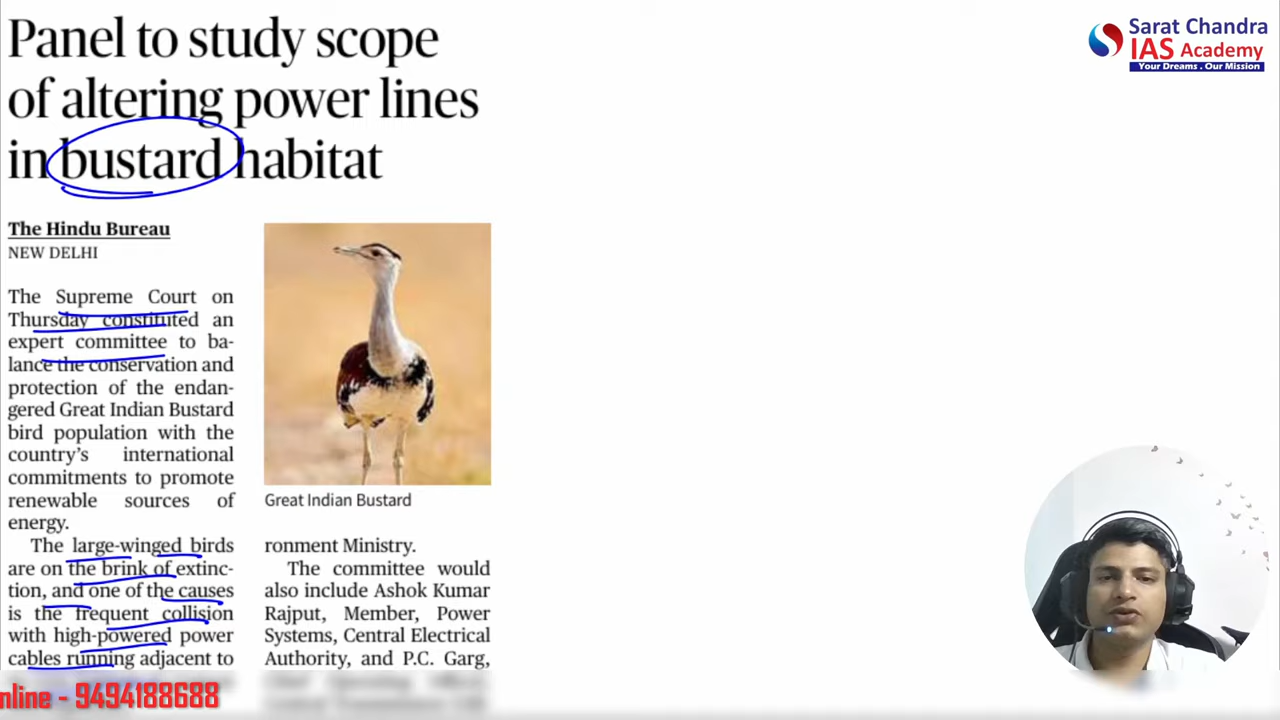 Panel to study scope
of altering power lines
in bustard habitat
The Hindu Bureau
NEW DELHI
The Supreme Court on
Thursday constituted an
expert committee to ba-
lance the conservation and
protection of the endan-
gered Great Indian Bustard
bird population with the
country's international
commitments to promote
renewable sources of
energy.
The large-winged birds
are on the brink of extinc-
tion, and one of the causes
is the frequent collision
with high-powered power
cables running adjacent to
Great Indian Bustard
ronment Ministry.
The committee would
also include Ashok Kumar
Rajput, Member, Power
Systems, Central Electrical
Authority, and P.C. Garg,
Sarat Chandra
IAS Academy
Your Dreams . Our Mission
nline - 9494188688